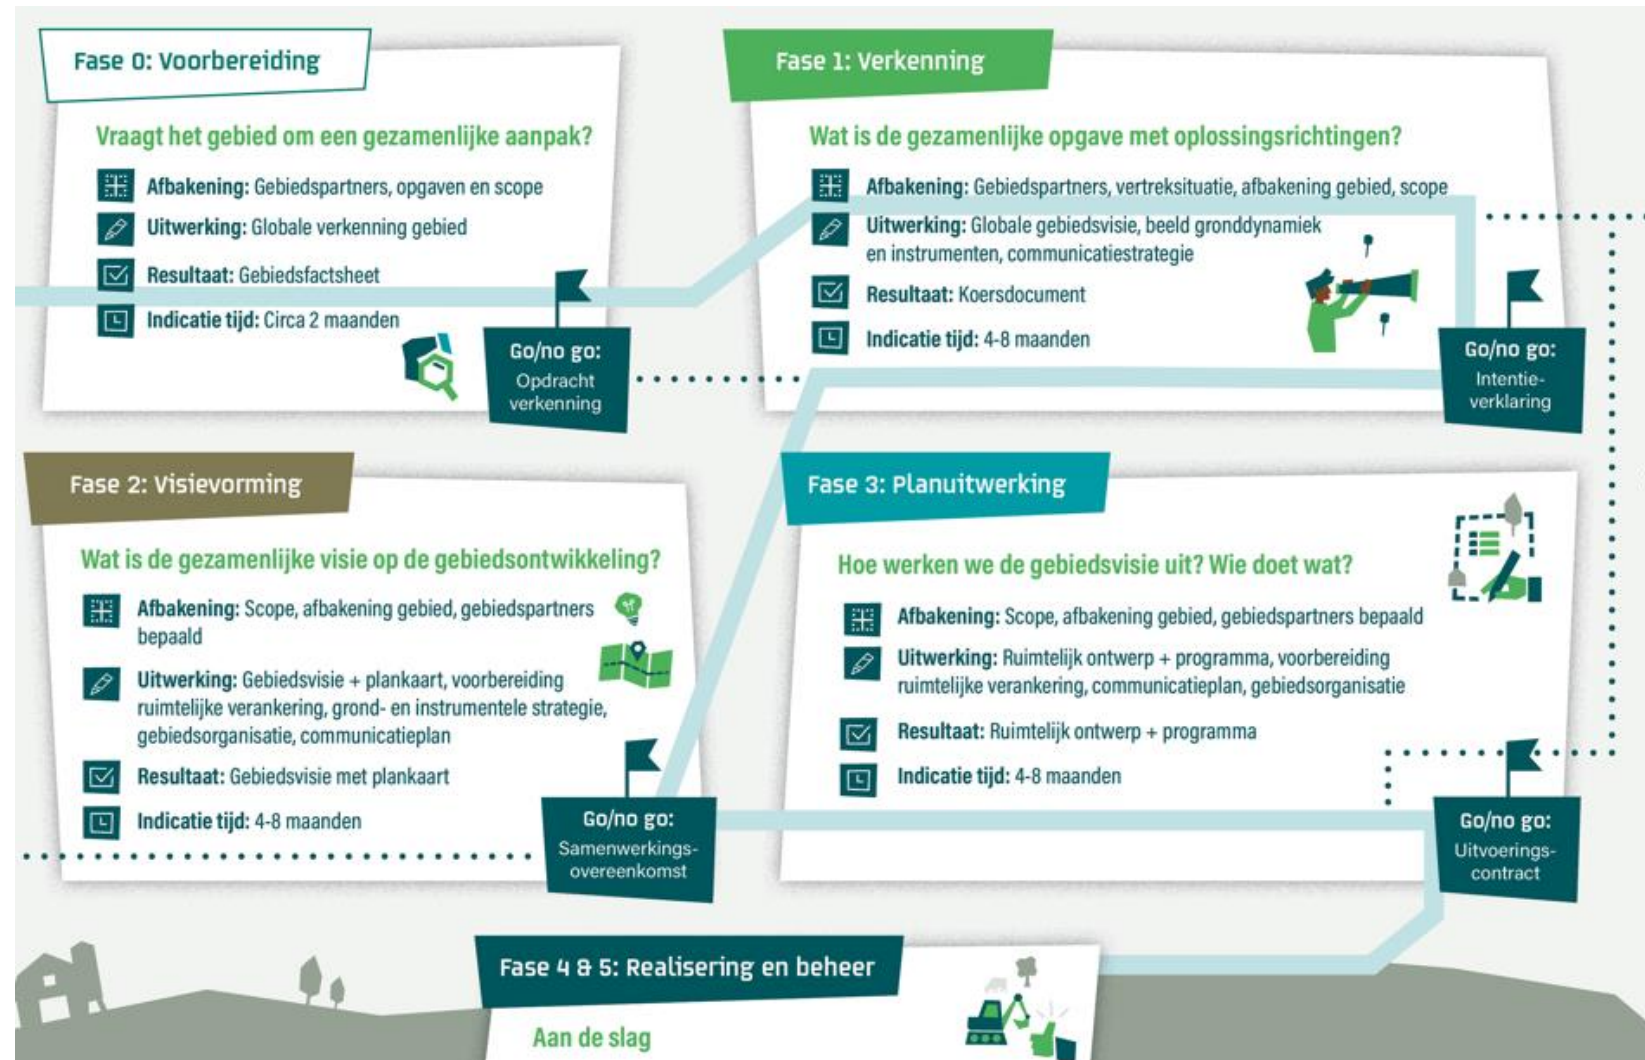 Fase 0: Voorbereiding
Vraagt het gebied om een gezamenlijke aanpak?
Afbakening: Gebiedspartners, opgaven en scope
Uitwerking: Globale verkenning gebied
Resultaat: Gebiedsfactsheet
Indicatie tijd: Circa 2 maanden
Go/no go:
Opdracht
verkenning
Fase 1: Verkenning
Wat is de gezamenlijke opgave met oplossingsrichtingen?
Afbakening: Gebiedspartners, vertreksituatie, afbakening gebied, scope
Uitwerking: Globale gebiedsvisie, beeld gronddynamiek
en instrumenten, communicatiestrategie
Resultaat: Koersdocument
Indicatie tijd: 4-8 maanden
Go/no go:
Intentie-
verklaring
Fase 2: Visievorming
Wat is de gezamenlijke visie op de gebiedsontwikkeling?
Afbakening: Scope, afbakening gebied, gebiedspartners
bepaald
Uitwerking: Gebiedsvisie + plankaart, voorbereiding
ruimtelijke verankering, grond- en instrumentele strategie,
gebiedsorganisatie, communicatieplan
Resultaat: Gebiedsvisie met plankaart
Indicatie tijd: 4-8 maanden
Go/no go:
Samenwerkings-
overeenkomst
Fase 3: Planuitwerking
Hoe werken we de gebiedsvisie uit? Wie doet wat?
Afbakening: Scope, afbakening gebied, gebiedspartners bepaald
Uitwerking: Ruimtelijk ontwerp + programma, voorbereiding
ruimtelijke verankering, communicatieplan, gebiedsorganisatie
Resultaat: Ruimtelijk ontwerp + programma
Indicatie tijd: 4-8 maanden
Go/no go:
Uitvoerings-
contract
Fase 4 & 5: Realisering en beheer
Aan de slag